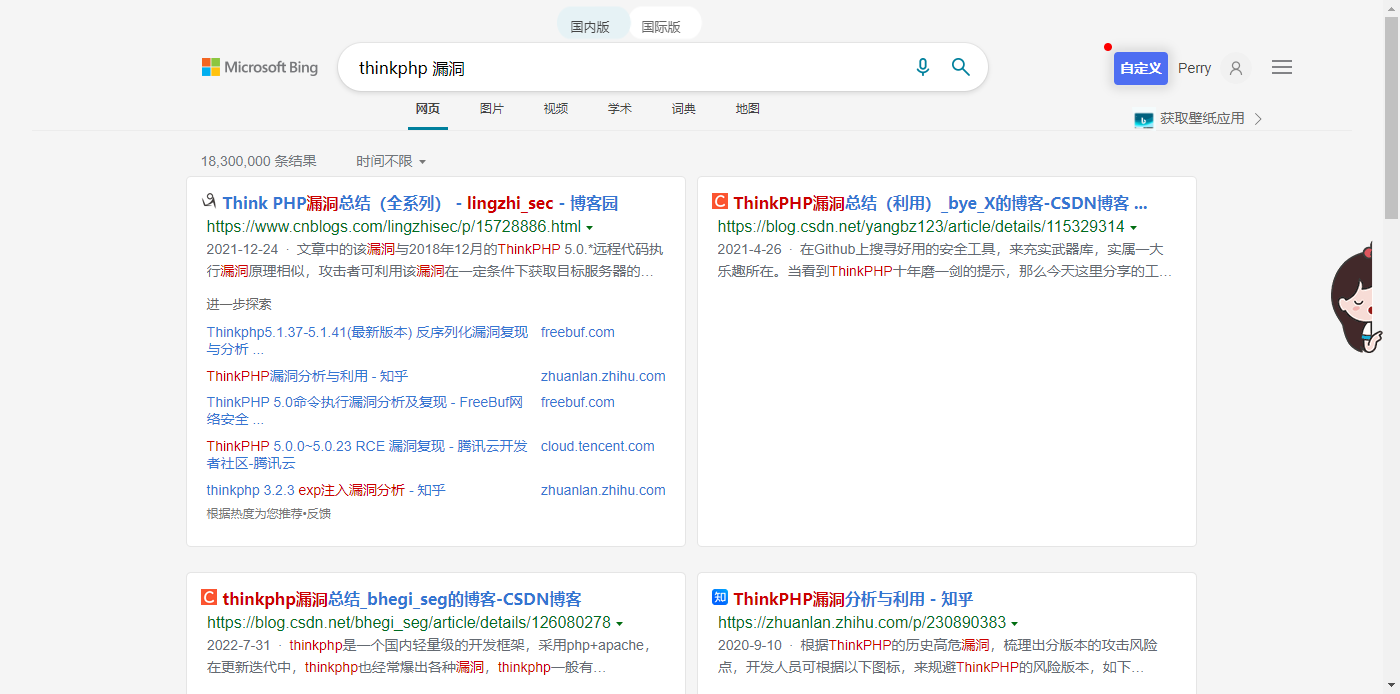 国内版 国际版
Microsoft Bing
thinkphp 漏洞
自定义 Perry
网页 图片 视频 学术 词典 地图
获取壁纸应用
18,300,000 条结果 时间不限
Think PHP漏洞总结（全系列） - lingzhi_sec - 博客园
https://www.cnblogs.com/lingzhisec/p/15728886.html
2021-12-24 · 文章中的该漏洞与2018年12月的ThinkPHP 5.0.*远程代码执
行漏洞原理相似，攻击者可利用该漏洞在一定条件下获取目标服务器的…
进一步探索
Thinkphp5.1.37-5.1.41(最新版本) 反序列化漏洞复现 freebuf.com
与分析 ...
ThinkPHP漏洞分析与利用 - 知乎 zhuanlan.zhihu.com
ThinkPHP 5.0命令执行漏洞分析及复现 - FreeBuf网 freebuf.com
络安全 ...
ThinkPHP 5.0.0~5.0.23 RCE 漏洞复现 - 腾讯云开发 cloud.tencent.com
者社区-腾讯云
thinkphp 3.2.3 exp注入漏洞分析 - 知乎 zhuanlan.zhihu.com
根据热度为您推荐•反馈
ThinkPHP漏洞总结（利用）_bye_X的博客-CSDN博客 ...
https://blog.csdn.net/yangbz123/article/details/115329314
2021-4-26 · 在Github上搜寻好用的安全工具，来充实武器库，实属一大
乐趣所在。当看到ThinkPHP十年磨一剑的提示，那么今天这里分享的工…
thinkphp漏洞总结_bhegi_seg的博客-CSDN博客
https://blog.csdn.net/bhegi_seg/article/details/126080278
2022-7-31 · thinkphp是一个国内轻量级的开发框架，采用php+apache，
在更新迭代中，thinkphp也经常爆出各种漏洞，thinkphp一般有…
ThinkPHP漏洞分析与利用 - 知乎
https://zhuanlan.zhihu.com/p/230890383
2020-9-10 · 根据ThinkPHP的历史高危漏洞，梳理出分版本的攻击风险
点，开发人员可根据以下图标，来规避ThinkPHP的风险版本，如下…